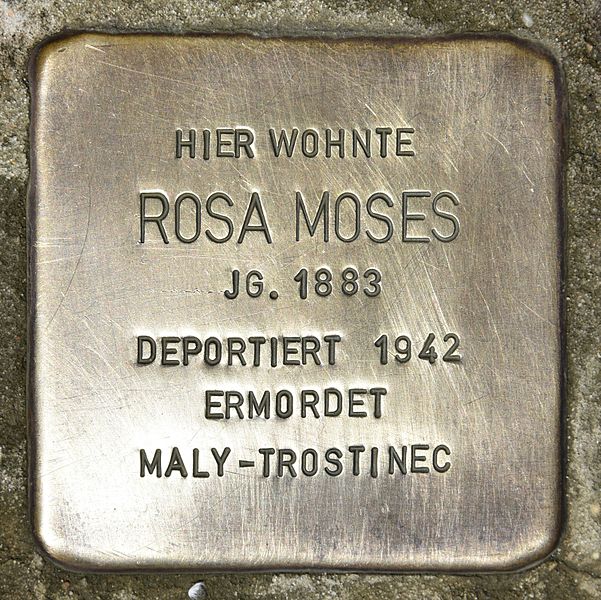 HIER WOHNTE
ROSA MOSES
JG. 1883
DEPORTIERT 1942
ERMORDET
MALY-TROSTINEC